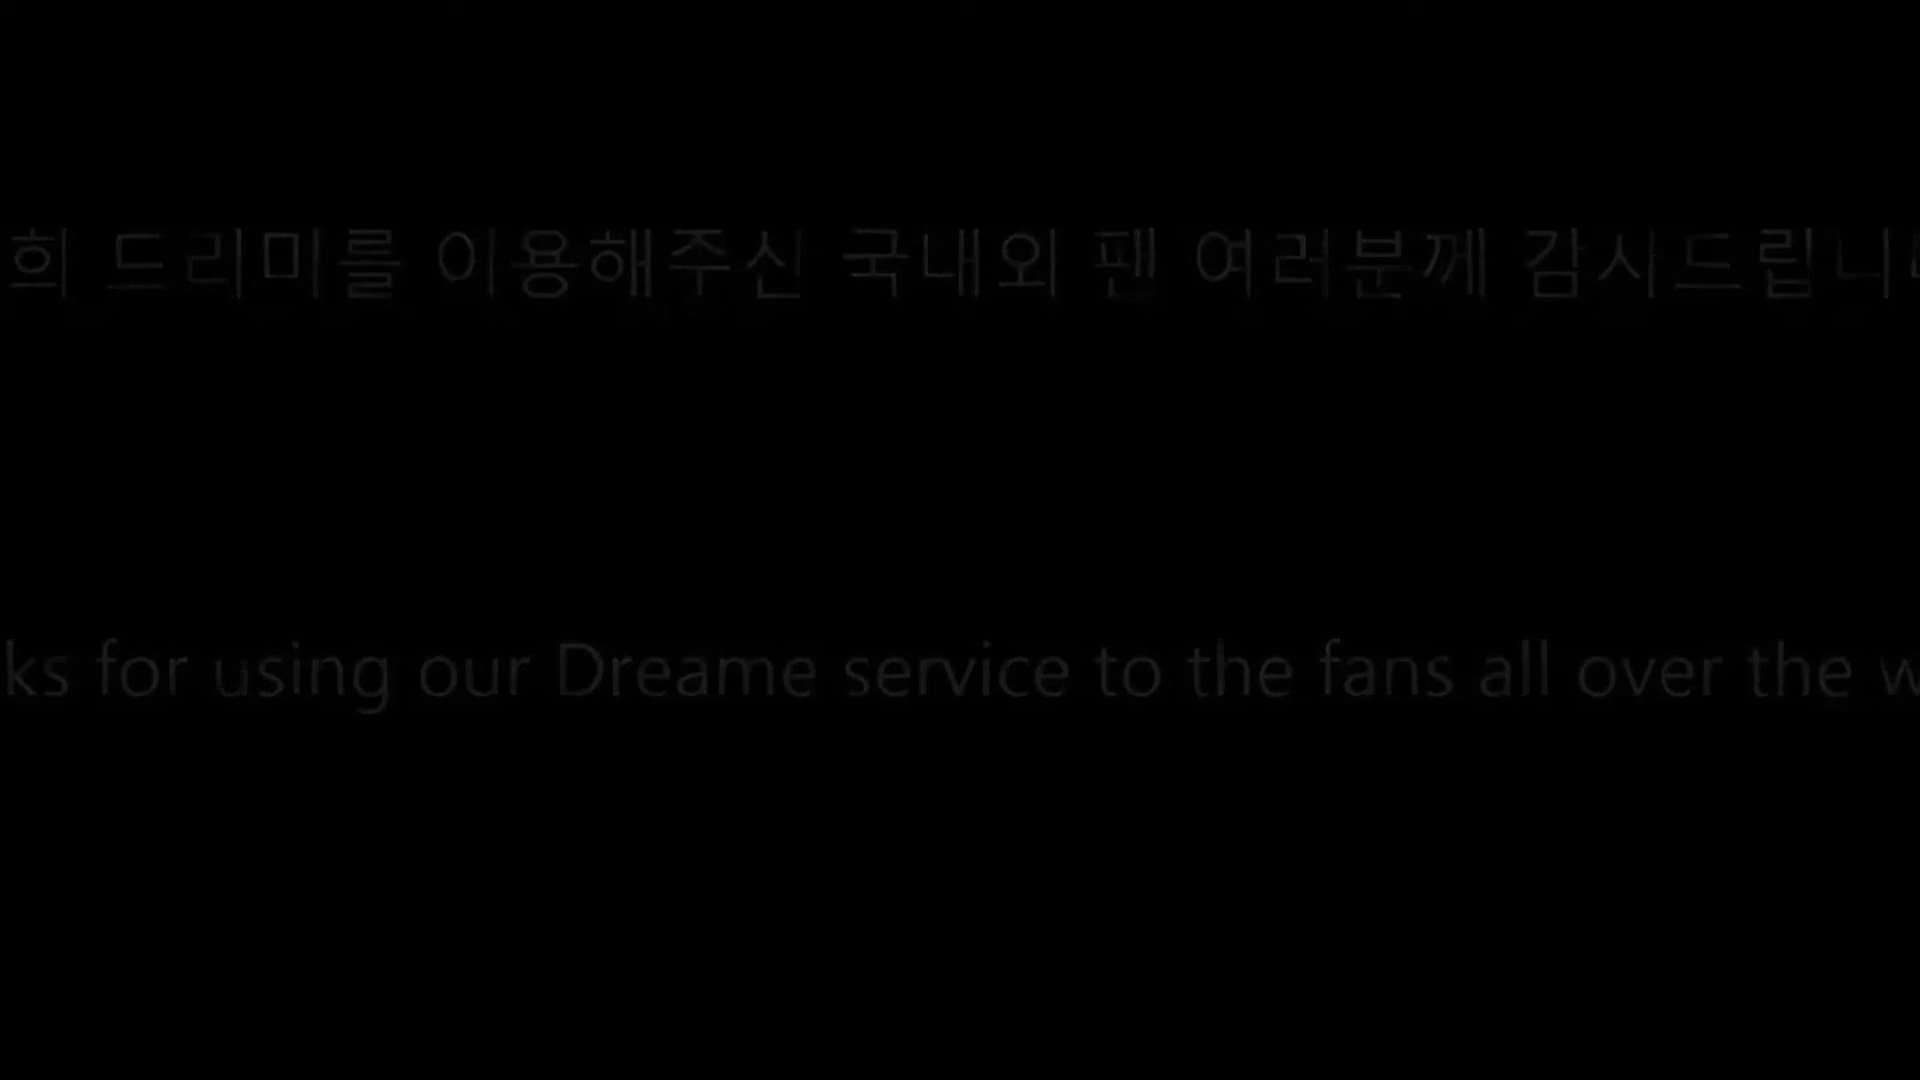 희 드리미를 이용해주신 국내외 팬 여러분께 감사드립니
ks for using our Dreame service to the fans all over the w